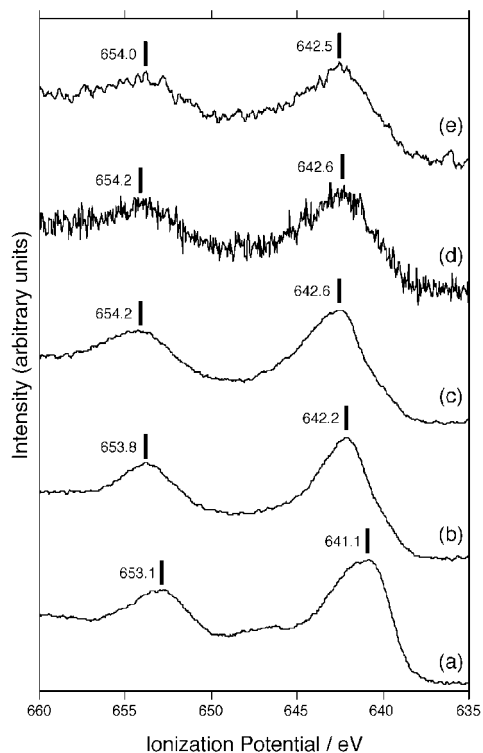 654.0
642.5
(e)
654.2
642.6
(d)
654.2
642.6
(c)
653.8
642.2
(b)
653.1
641.1
(a)
Intensity (arbitrary units)
660
655
650
645
640
635
Ionization Potential / eV